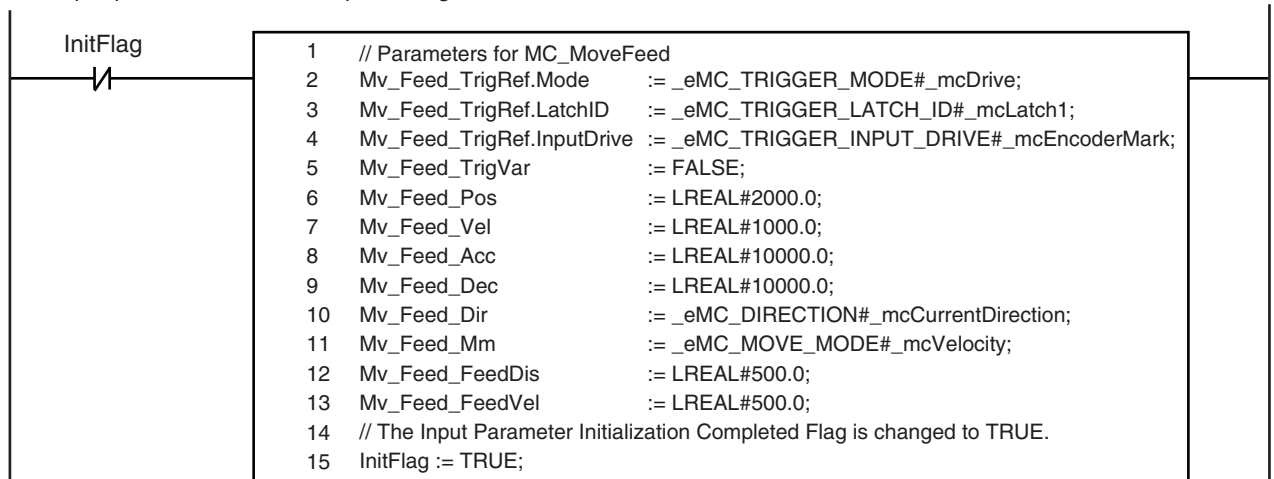 InitFlag
1 // Parameters for MC_MoveFeed
2 Mv_Feed_TrigRef.Mode := _eMC_TRIGGER_MODE#_mcDrive;
3 Mv_Feed_TrigRef.LatchID := _eMC_TRIGGER_LATCH_ID#_mcLatch1;
4 Mv_Feed_TrigRef.InputDrive := _eMC_TRIGGER_INPUT_DRIVE#_mcEncoderMark;
5 Mv_Feed_TrigVar := FALSE;
6 Mv_Feed_Pos := LREAL#2000.0;
7 Mv_Feed_Vel := LREAL#1000.0;
8 Mv_Feed_Acc := LREAL#10000.0;
9 Mv_Feed_Dec := LREAL#10000.0;
10 Mv_Feed_Dir := _eMC_DIRECTION#_mcCurrentDirection;
11 Mv_Feed_Mm := _eMC_MOVE_MODE#_mcVelocity;
12 Mv_Feed_FeedDis := LREAL#500.0;
13 Mv_Feed_FeedVel := LREAL#500.0;
14 // The Input Parameter Initialization Completed Flag is changed to TRUE.
15 InitFlag := TRUE;